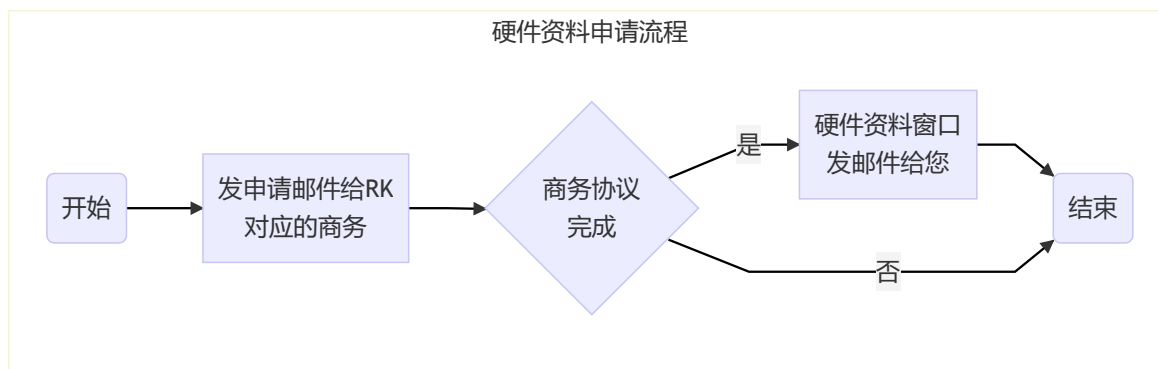 硬件资料申请流程
开始
发申请邮件给RK
对应的商务
商务协议
完成
是
硬件资料窗口
发邮件给您
否
结束